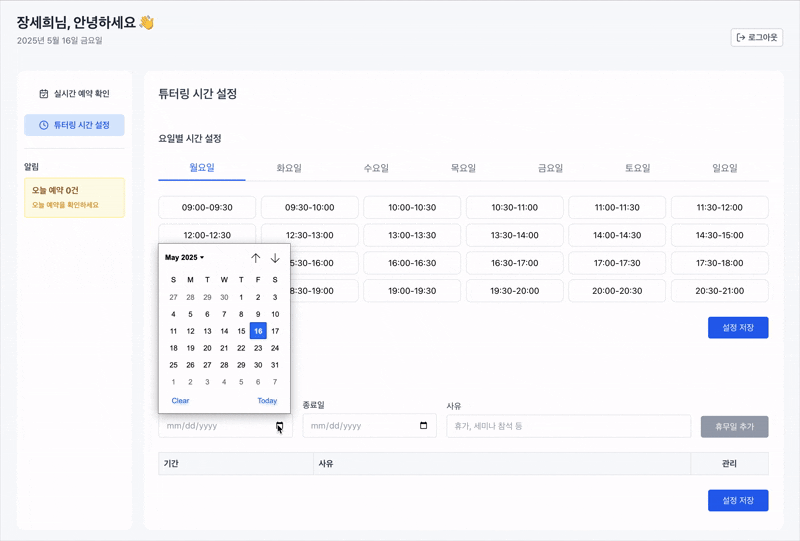 장세희님, 안녕하세요 👋
2025년 5월 16일 금요일
로그아웃
실시간 예약 확인
튜터링 시간 설정
알림
오늘 예약 0건
오늘 예약을 확인하세요
튜터링 시간 설정
요일별 시간 설정
월요일 화요일 수요일 목요일 금요일 토요일 일요일
09:00-09:30 09:30-10:00 10:00-10:30 10:30-11:00 11:00-11:30 11:30-12:00
12:00-12:30 12:30-13:00 13:00-13:30 13:30-14:00 14:00-14:30 14:30-15:00
5:30-16:00 16:00-16:30 16:30-17:00 17:00-17:30 17:30-18:00
8:30-19:00 19:00-19:30 19:30-20:00 20:00-20:30 20:30-21:00
설정 저장
May 2025
S M T W T F S
27 28 29 30 1 2 3
4 5 6 7 8 9 10
11 12 13 14 15 16 17
18 19 20 21 22 23 24
25 26 27 28 29 30 31
1 2 3 4 5 6 7
Clear Today
종료일 사유
mm/dd/yyyy mm/dd/yyyy 휴가, 세미나 참석 등 휴무일 추가
기간 사유 관리
설정 저장